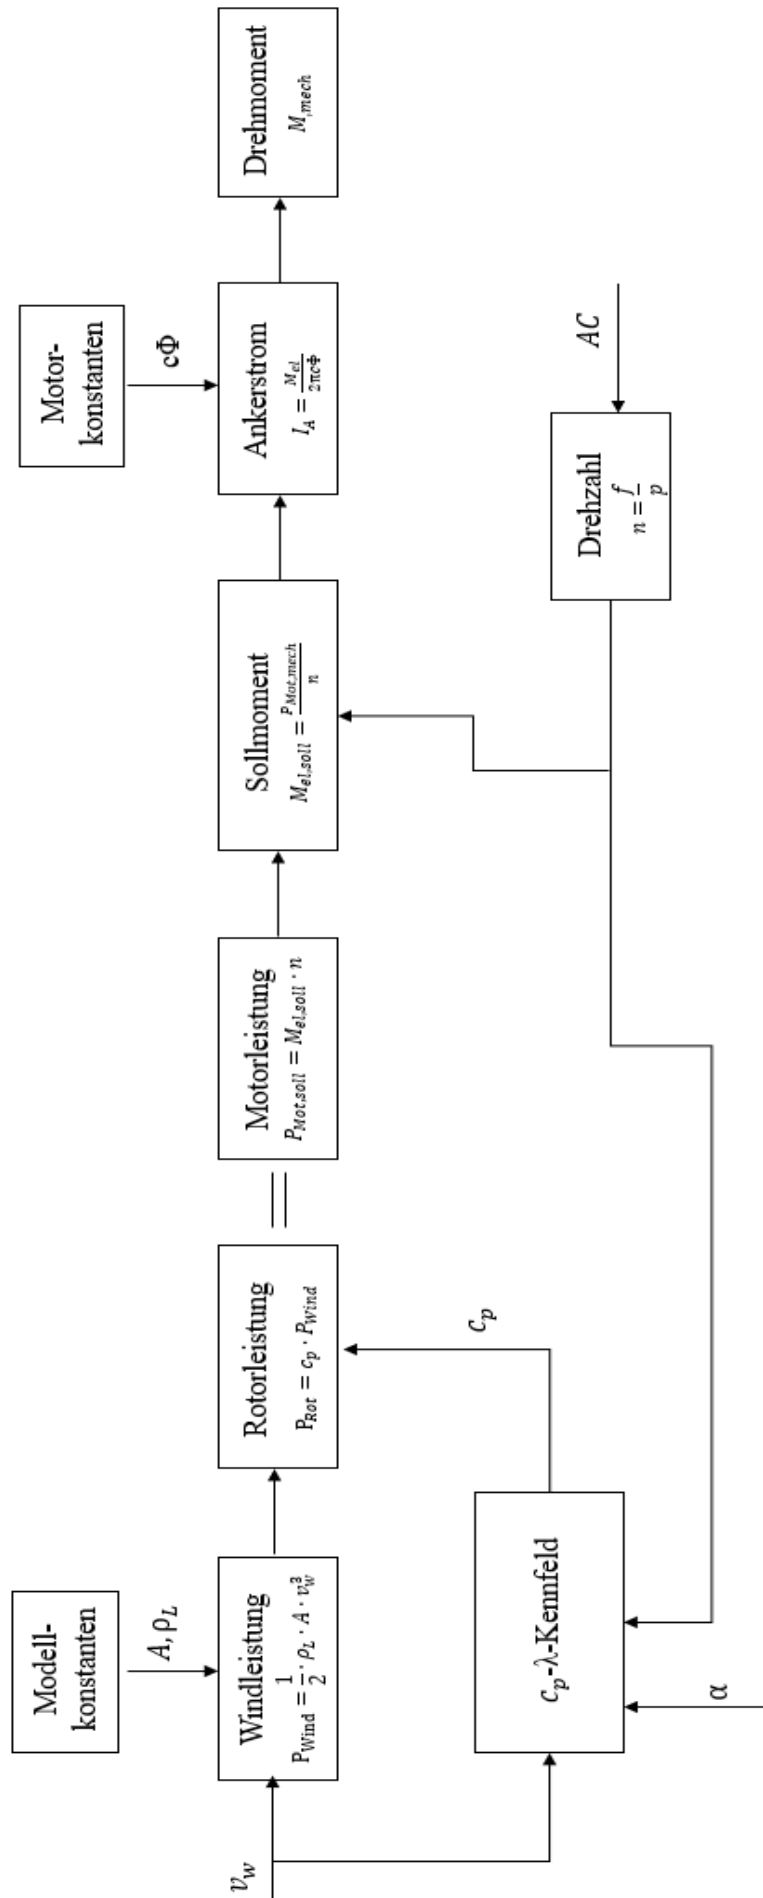 Modell-
konstanten
A, ρ_L
v_w
Windleistung
P_Wind = 1/2 · ρ_L · A · v_w^3
Rotorleistung
P_Rot = c_p · P_Wind
Motorleistung
P_Mot,soll = M_el,soll · n
Sollmoment
M_el,soll = P_Mot,mech / n
Motor-
konstanten
cΦ
Ankerstrom
I_A = M_el / 2πcΦ
Drehmoment
M_,mech
c_p
c_p-λ-Kennfeld
α
Drehzahl
n = f / p
AC